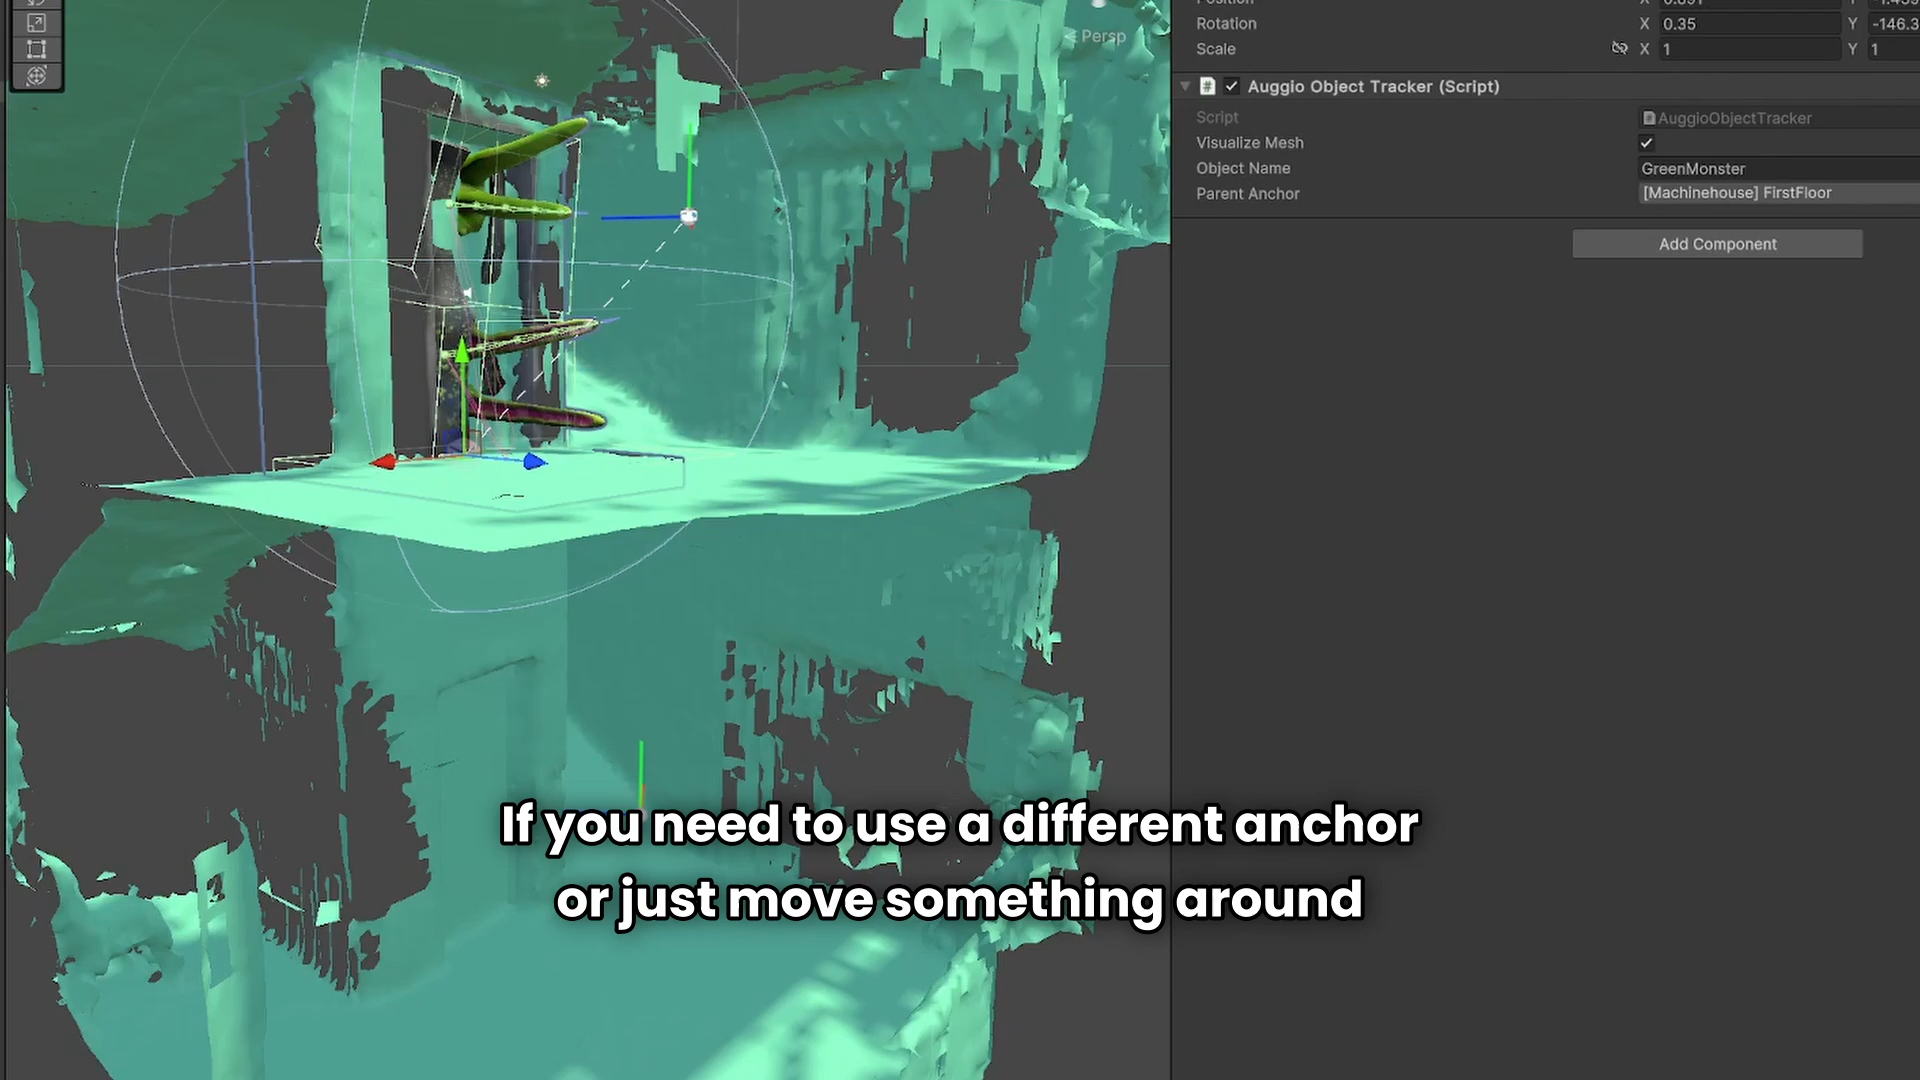 Persp
Rotation X 0.35 Y -146.3
Scale X 1 Y 1
Auggio Object Tracker (Script)
Script AuggioObjectTracker
Visualize Mesh
Object Name GreenMonster
Parent Anchor [Machinehouse] FirstFloor
Add Component
If you need to use a different anchor
or just move something around